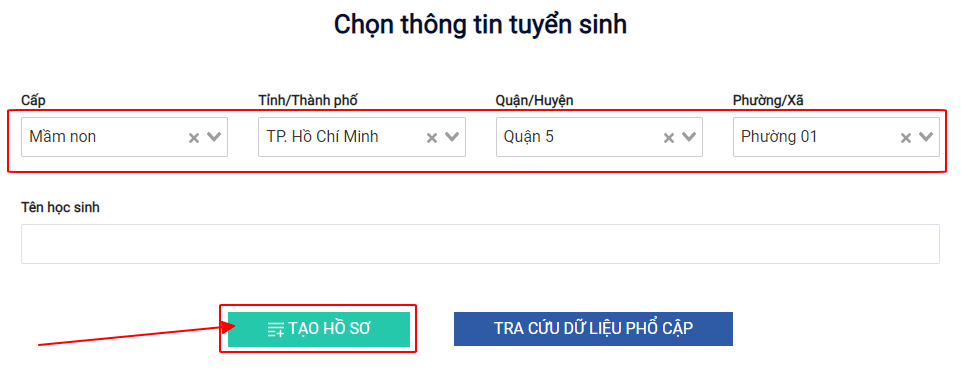 Chọn thông tin tuyển sinh
Cấp Tỉnh/Thành phố Quận/Huyện Phường/Xã
Mầm non TP. Hồ Chí Minh Quận 5 Phường 01
Tên học sinh
TẠO HỒ SƠ TRA CỨU DỮ LIỆU PHỔ CẬP